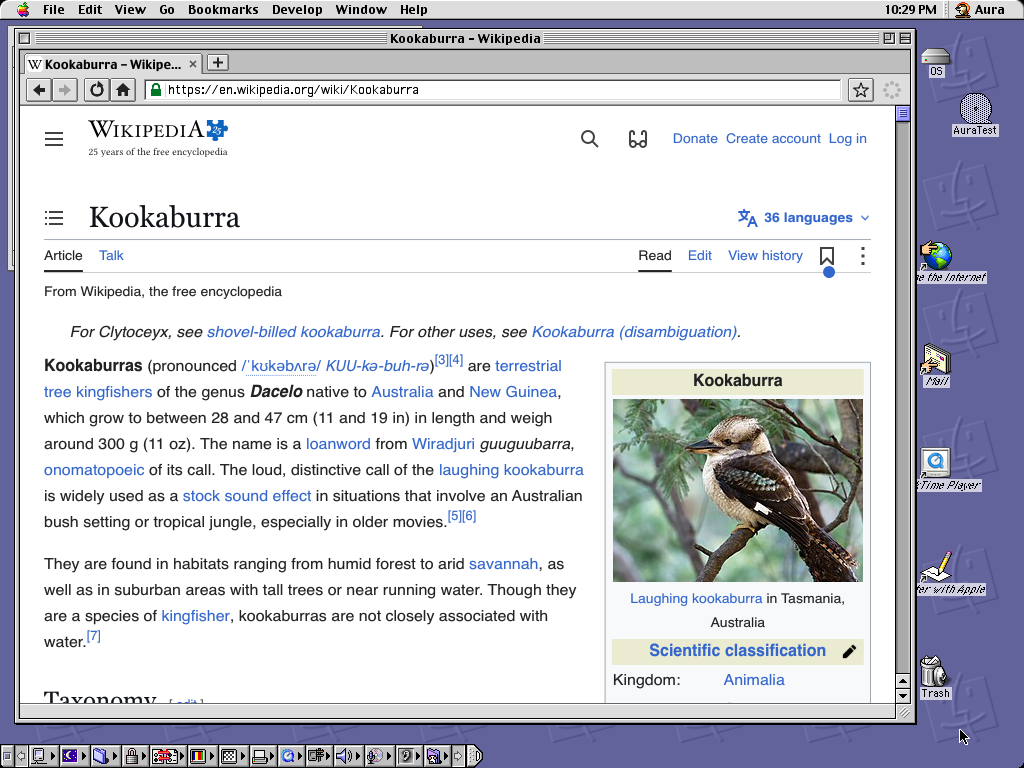 File Edit View Go Bookmarks Develop Window Help 10:29 PM Aura
Kookaburra – Wikipedia
Kookaburra – Wikipe...
https://en.wikipedia.org/wiki/Kookaburra
OS
AuraTest
WIKIPEDIA 25
25 years of the free encyclopedia
Donate Create account Log in
Kookaburra
36 languages
Article Talk Read Edit View history
From Wikipedia, the free encyclopedia
For Clytoceyx, see shovel-billed kookaburra. For other uses, see Kookaburra (disambiguation).
Kookaburras (pronounced /ˈkʊkəbʌrə/ KUU-kə-buh-rə)[3][4] are terrestrial
tree kingfishers of the genus Dacelo native to Australia and New Guinea,
which grow to between 28 and 47 cm (11 and 19 in) in length and weigh
around 300 g (11 oz). The name is a loanword from Wiradjuri guuguubarra,
onomatopoeic of its call. The loud, distinctive call of the laughing kookaburra
is widely used as a stock sound effect in situations that involve an Australian
bush setting or tropical jungle, especially in older movies.[5][6]
They are found in habitats ranging from humid forest to arid savannah, as
well as in suburban areas with tall trees or near running water. Though they
are a species of kingfisher, kookaburras are not closely associated with
water.[7]
Taxonomy [ edit ]
Kookaburra
Laughing kookaburra in Tasmania,
Australia
Scientific classification
Kingdom: Animalia
the Internet
Mail
Time Player
with Apple
Trash